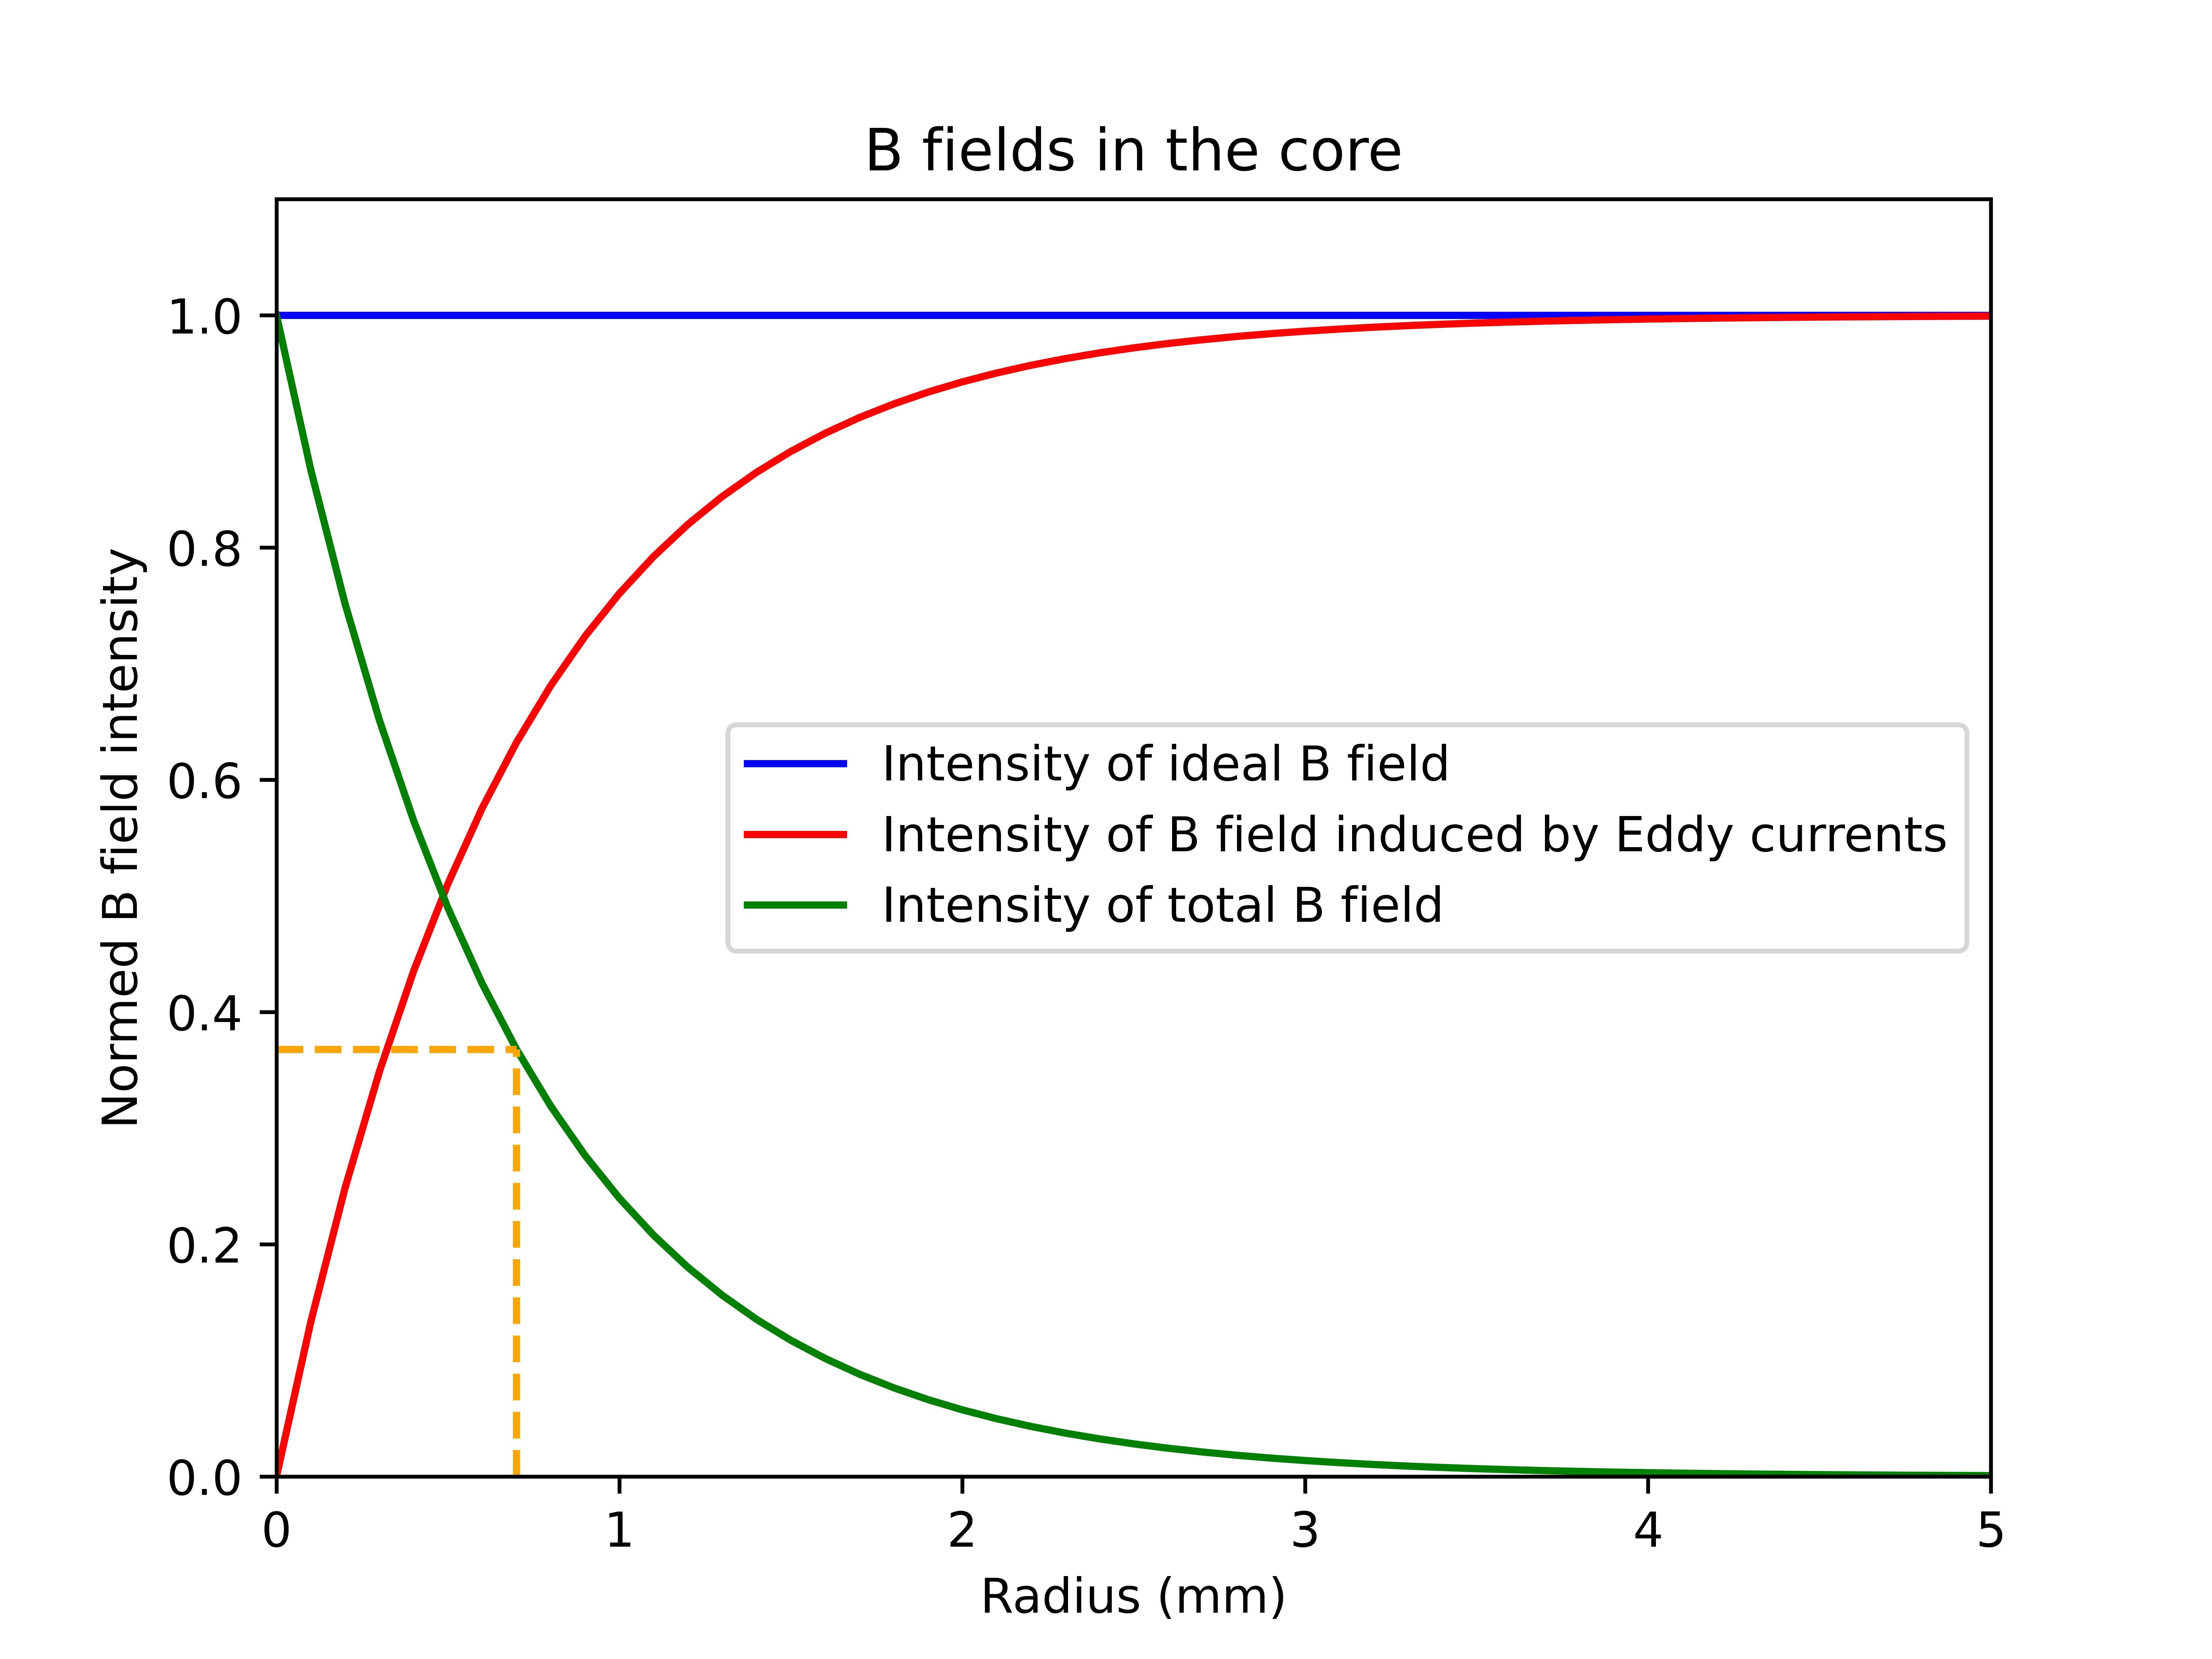 B fields in the core
Normed B field intensity
1.0
0.8
0.6
0.4
0.2
0.0
Intensity of ideal B field
Intensity of B field induced by Eddy currents
Intensity of total B field
0 1 2 3 4 5
Radius (mm)